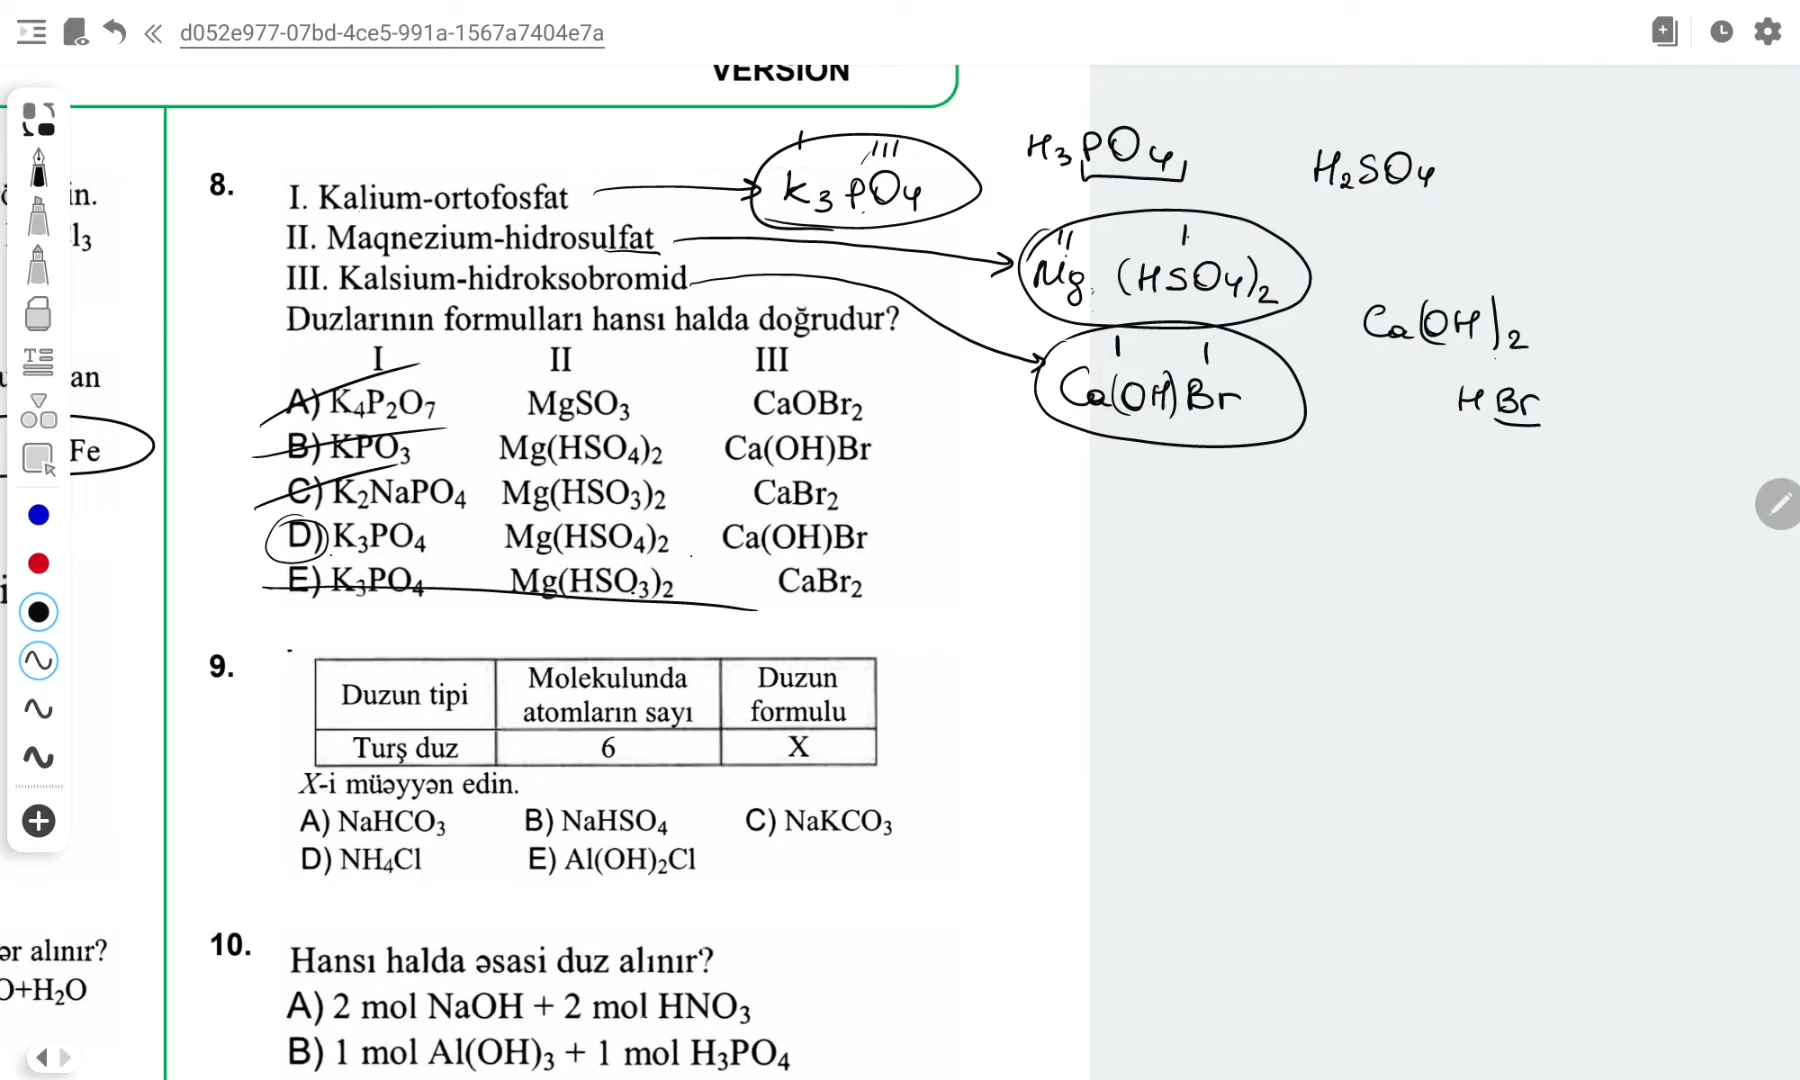 d052e977-07bd-4ce5-991a-1567a7404e7a
VERSION
in.
l3
an
Fe
ər alınır?
O+H2O
8.
I. Kalium-ortofosfat
II. Maqnezium-hidrosulfat
III. Kalsium-hidroksobromid
Duzlarının formulları hansı halda doğrudur?
I II III
A) K4P2O7 MgSO3 CaOBr2
B) KPO3 Mg(HSO4)2 Ca(OH)Br
C) K2NaPO4 Mg(HSO3)2 CaBr2
D) K3PO4 Mg(HSO4)2 Ca(OH)Br
E) K3PO4 Mg(HSO3)2 CaBr2
I III
K3PO4
H3PO4
H2SO4
II I
Mg(HSO4)2
Ca(OH)2
I I
Ca(OH)Br
HBr
9.
Duzun tipi Molekulunda atomların sayı Duzun formulu
Turş duz 6 X
X-i müəyyən edin.
A) NaHCO3 B) NaHSO4 C) NaKCO3
D) NH4Cl E) Al(OH)2Cl
10.
Hansı halda əsasi duz alınır?
A) 2 mol NaOH + 2 mol HNO3
B) 1 mol Al(OH)3 + 1 mol H3PO4